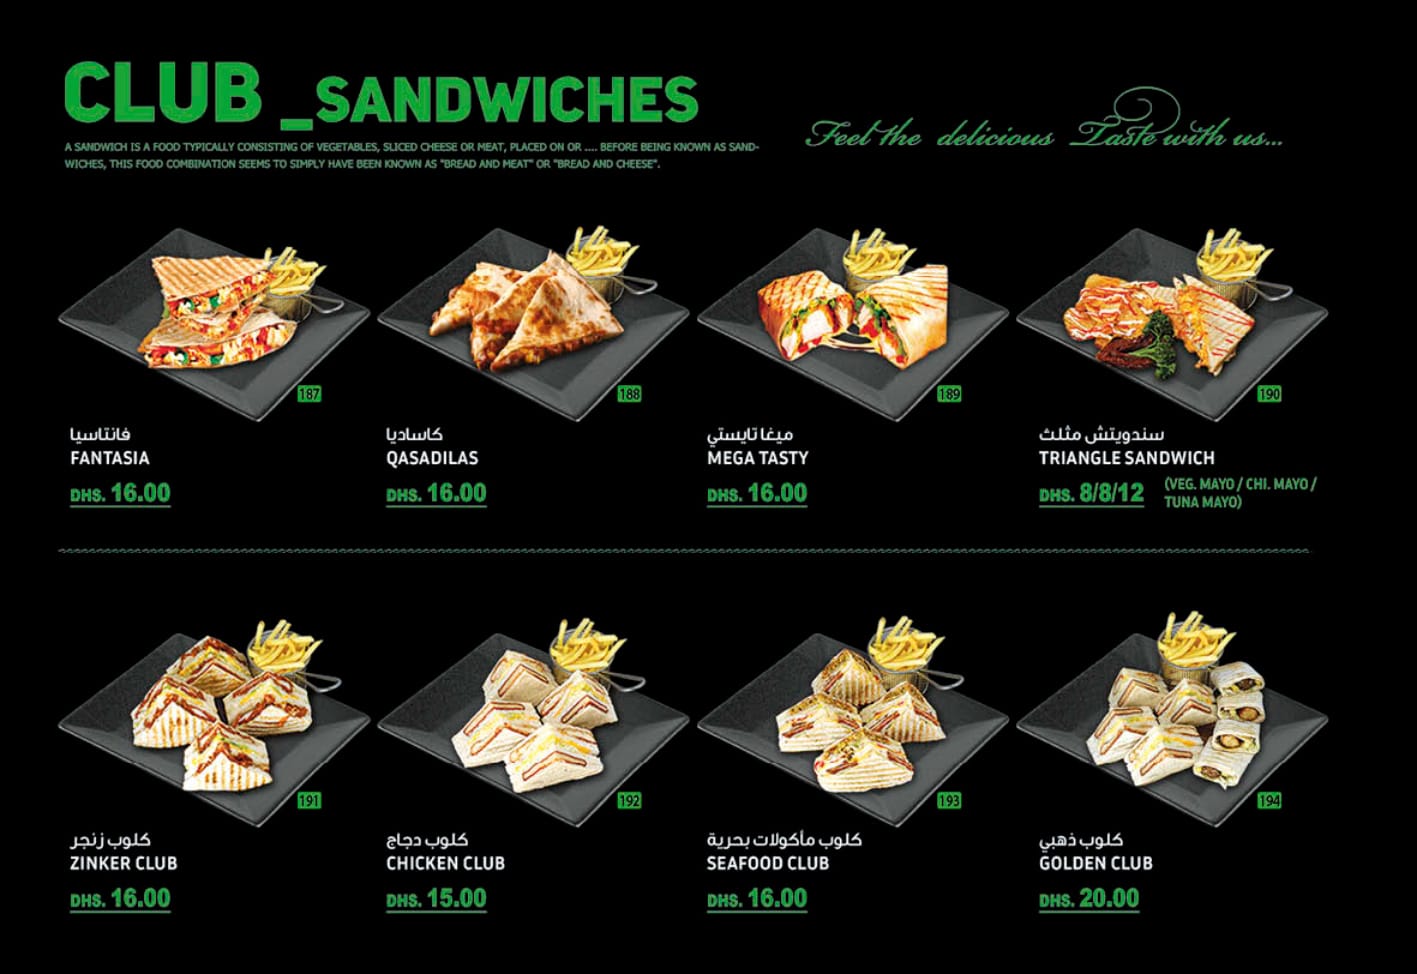 CLUB _SANDWICHES
A SANDWICH IS A FOOD TYPICALLY CONSISTING OF VEGETABLES, SLICED CHEESE OR MEAT, PLACED ON OR .... BEFORE BEING KNOWN AS SAND-
WICHES, THIS FOOD COMBINATION SEEMS TO SIMPLY HAVE BEEN KNOWN AS "BREAD AND MEAT" OR "BREAD AND CHEESE".
Feel the delicious Taste with us...
187
فانتاسيا
FANTASIA
DHS. 16.00
188
كاساديا
QASADILAS
DHS. 16.00
189
ميغا تايستي
MEGA TASTY
DHS. 16.00
190
سندويتش مثلث
TRIANGLE SANDWICH
DHS. 8/8/12
(VEG. MAYO / CHI. MAYO /
TUNA MAYO)
191
كلوب زنجر
ZINKER CLUB
DHS. 16.00
192
كلوب دجاج
CHICKEN CLUB
DHS. 15.00
193
كلوب مأكولات بحرية
SEAFOOD CLUB
DHS. 16.00
194
كلوب ذهبي
GOLDEN CLUB
DHS. 20.00